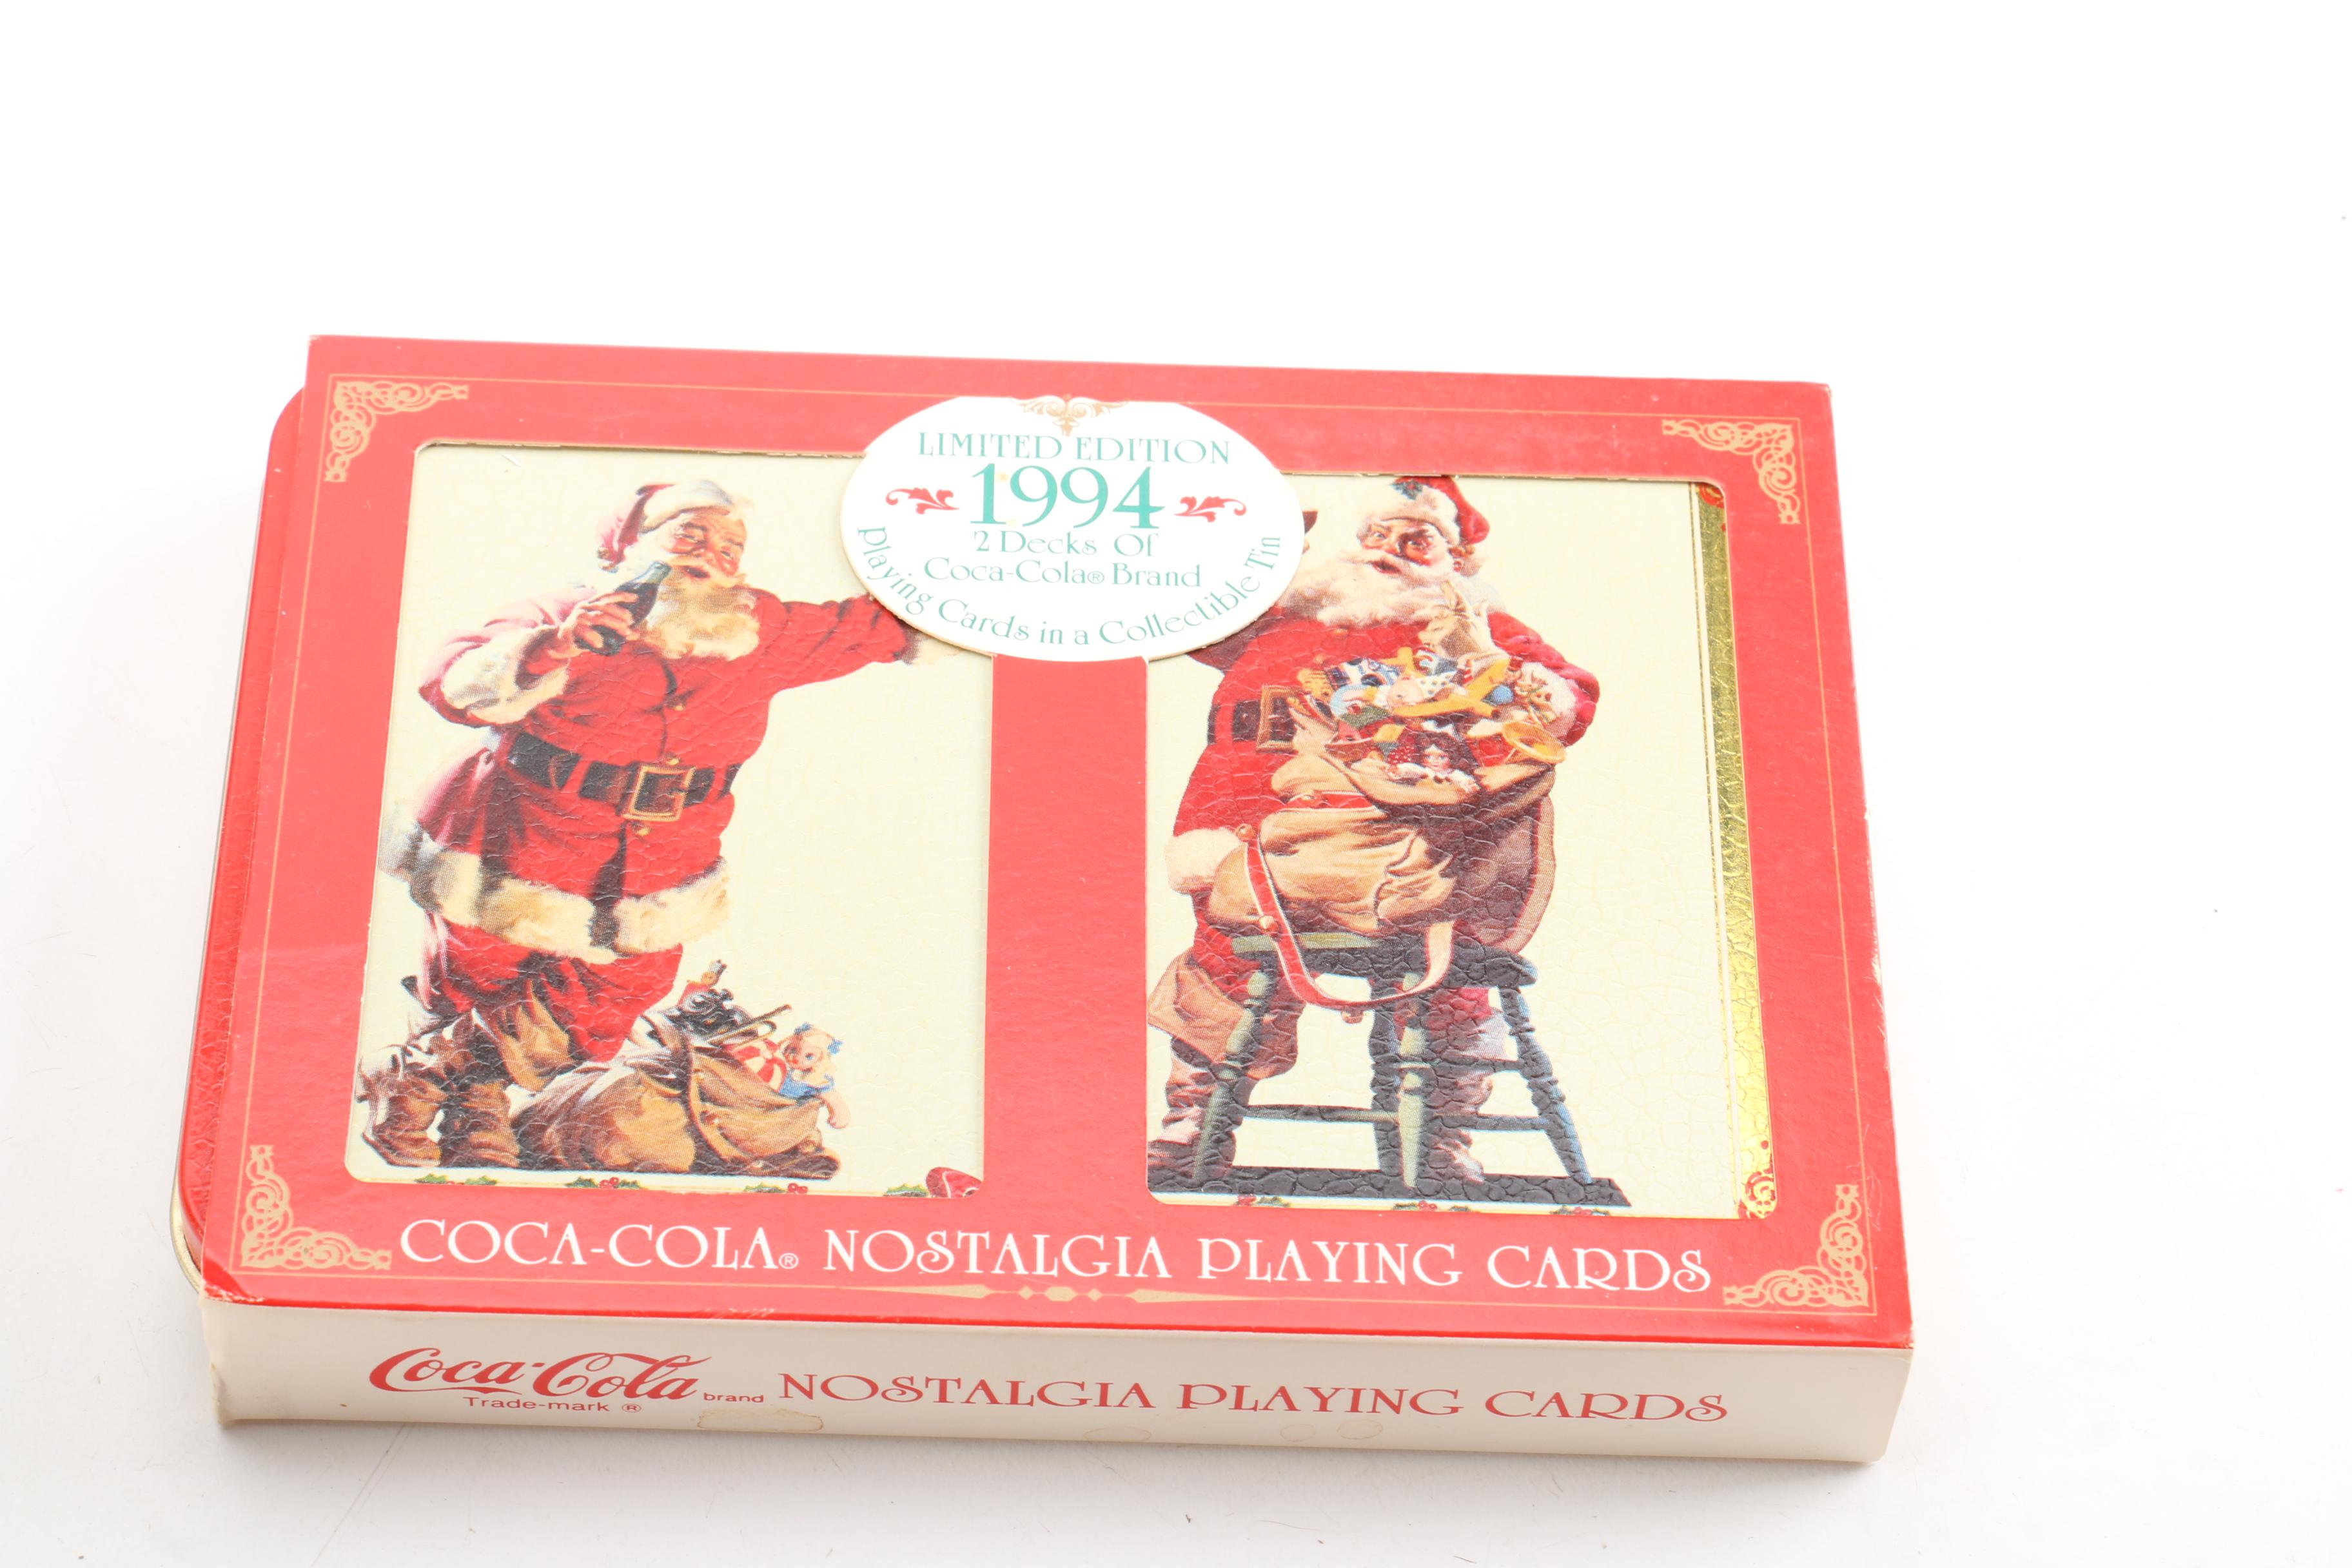 LIMITED EDITION
1994
2 Decks Of
Coca-Cola® Brand
Playing Cards in a Collectible Tin
COCA-COLA® NOSTALGIA PLAYING CARDS
Coca-Cola brand NOSTALGIA PLAYING CARDS
Trade-mark ®